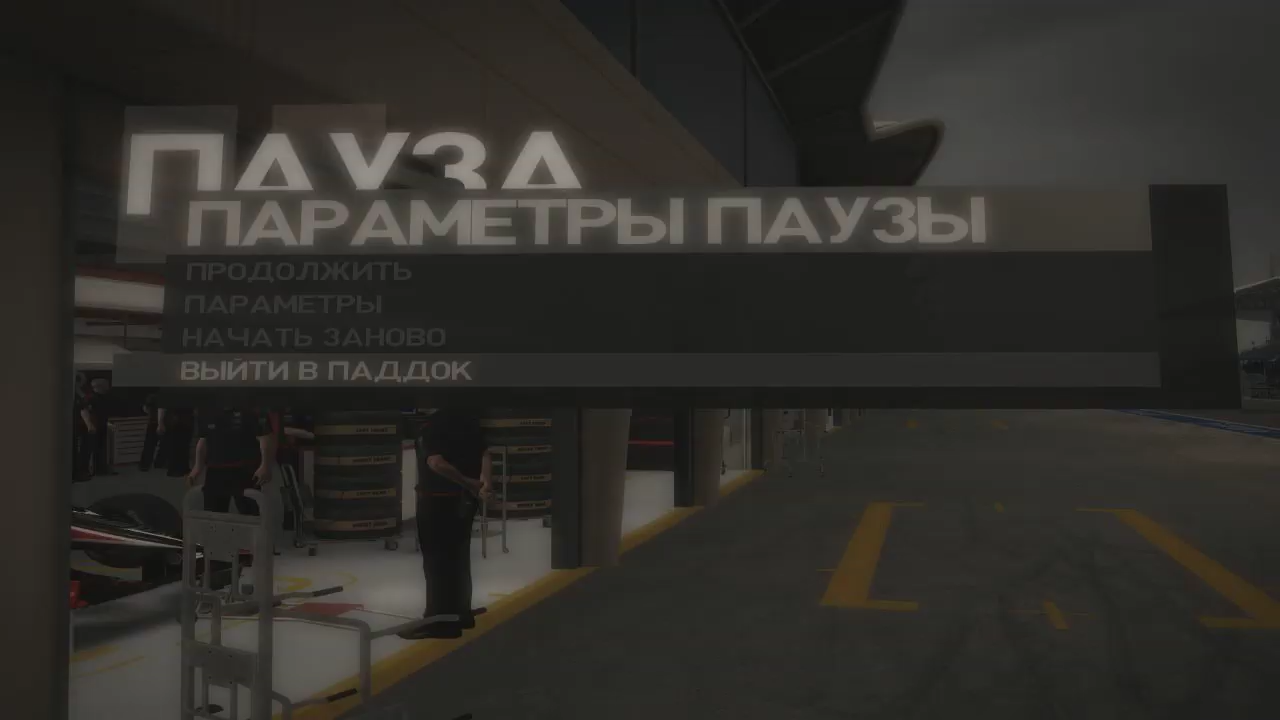 ПАУЗА
ПАРАМЕТРЫ ПАУЗЫ
ПРОДОЛЖИТЬ
ПАРАМЕТРЫ
НАЧАТЬ ЗАНОВО
ВЫЙТИ В ПАДДОК